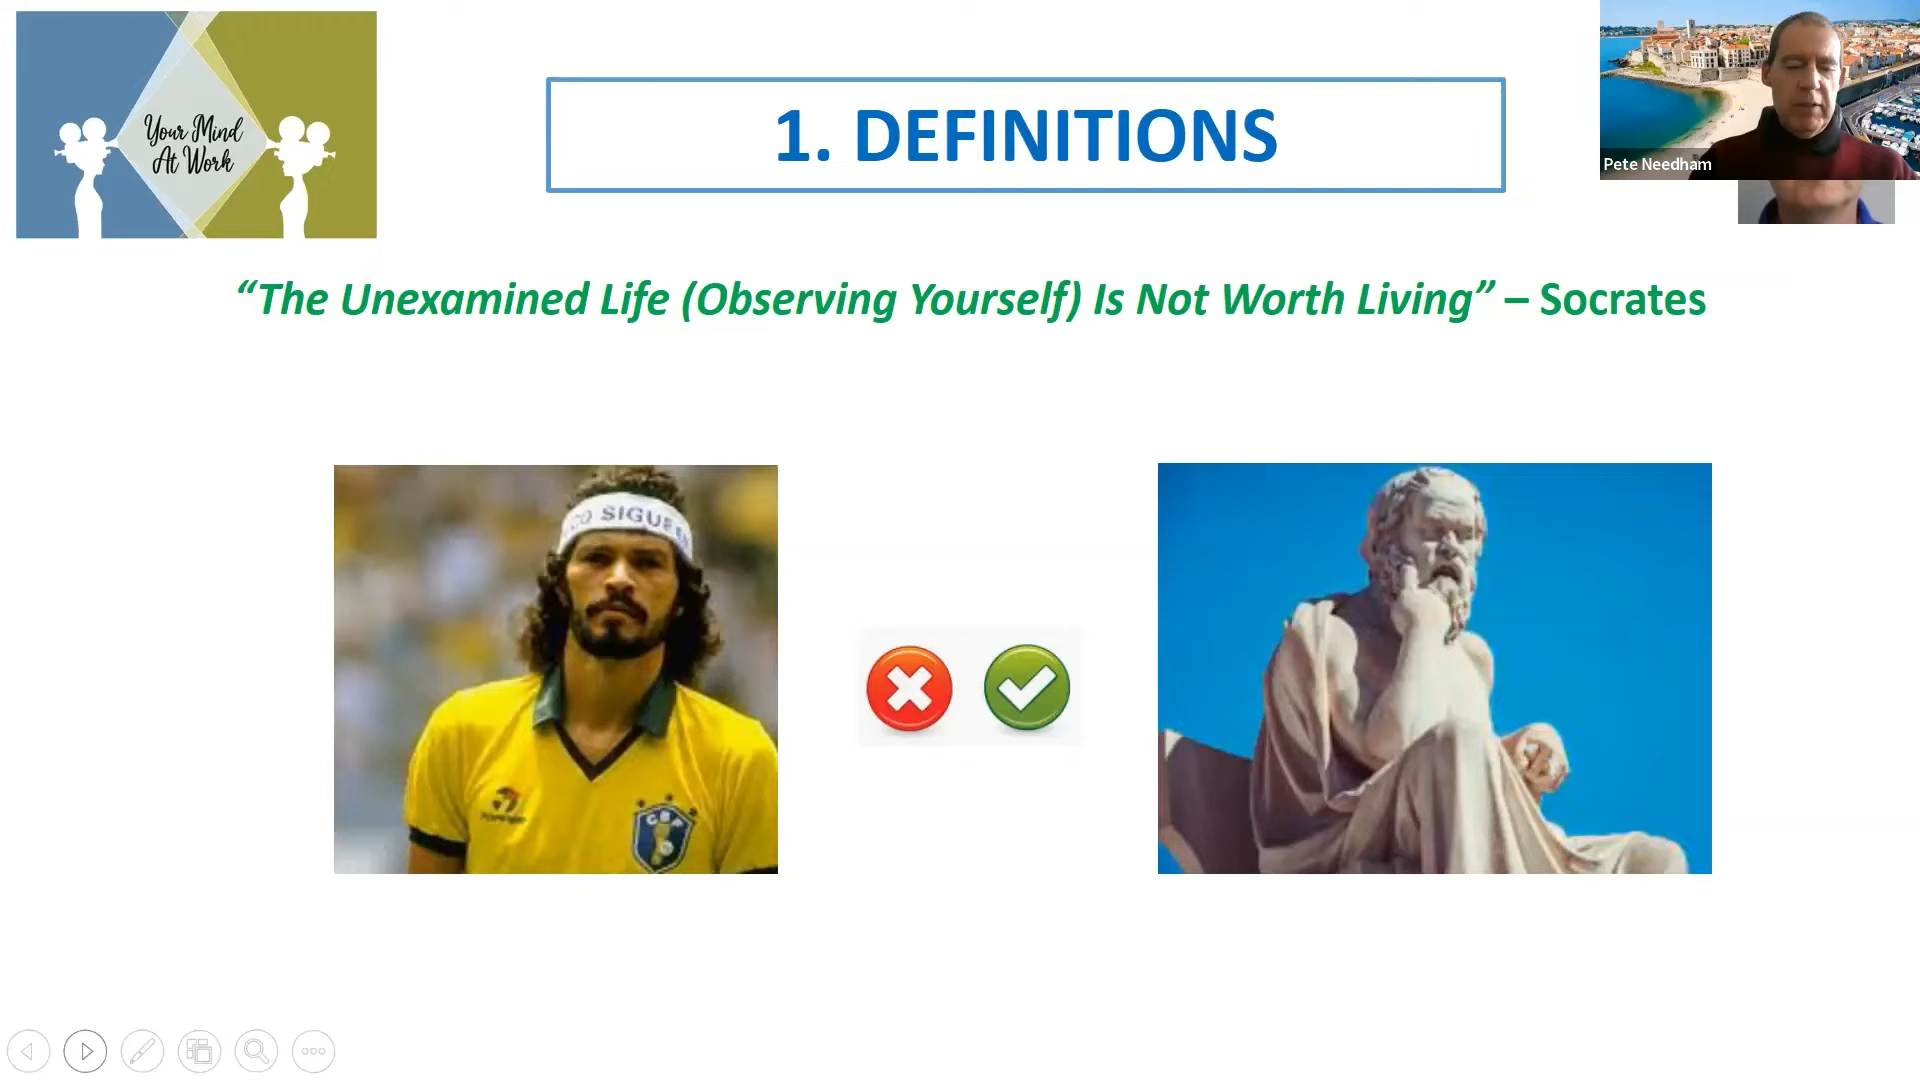 Your Mind
At Work
1. DEFINITIONS
Pete Needham
“The Unexamined Life (Observing Yourself) Is Not Worth Living” – Socrates
SIGUE
CBF